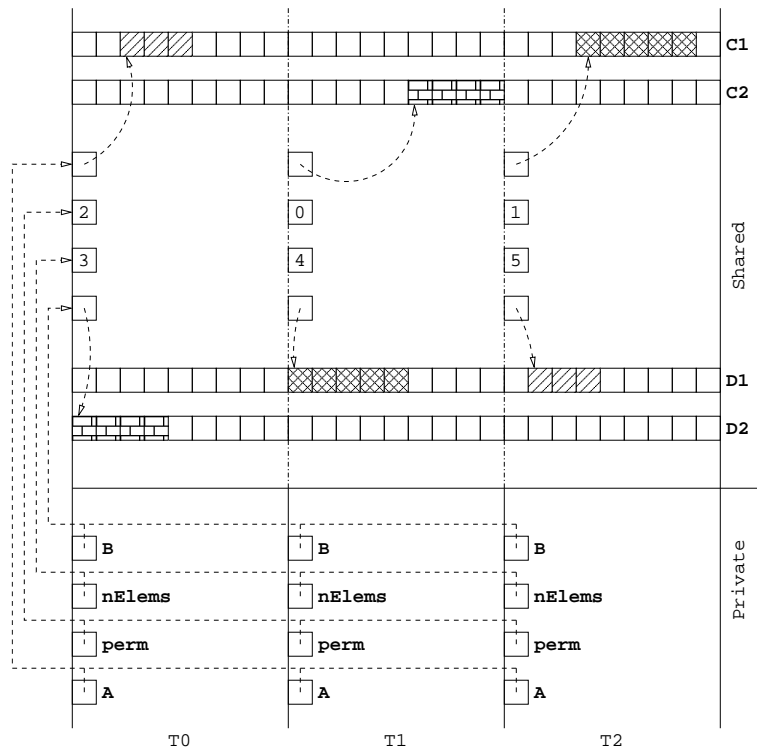 C1
C2
2 0 1
3 4 5
Shared
D1
D2
B B B
nElems nElems nElems
perm perm perm
A A A
Private
T0 T1 T2